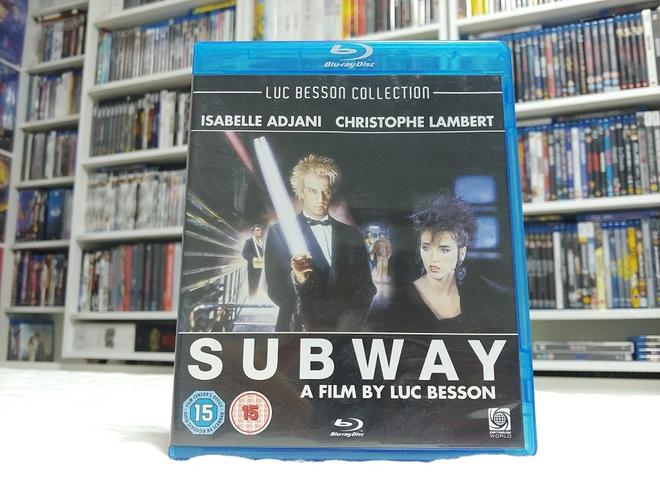 Blu-ray Disc
LUC BESSON COLLECTION
ISABELLE ADJANI CHRISTOPHE LAMBERT
SUBWAY
A FILM BY LUC BESSON
15
15
Blu-ray Disc
OPTIMUM
WORLD